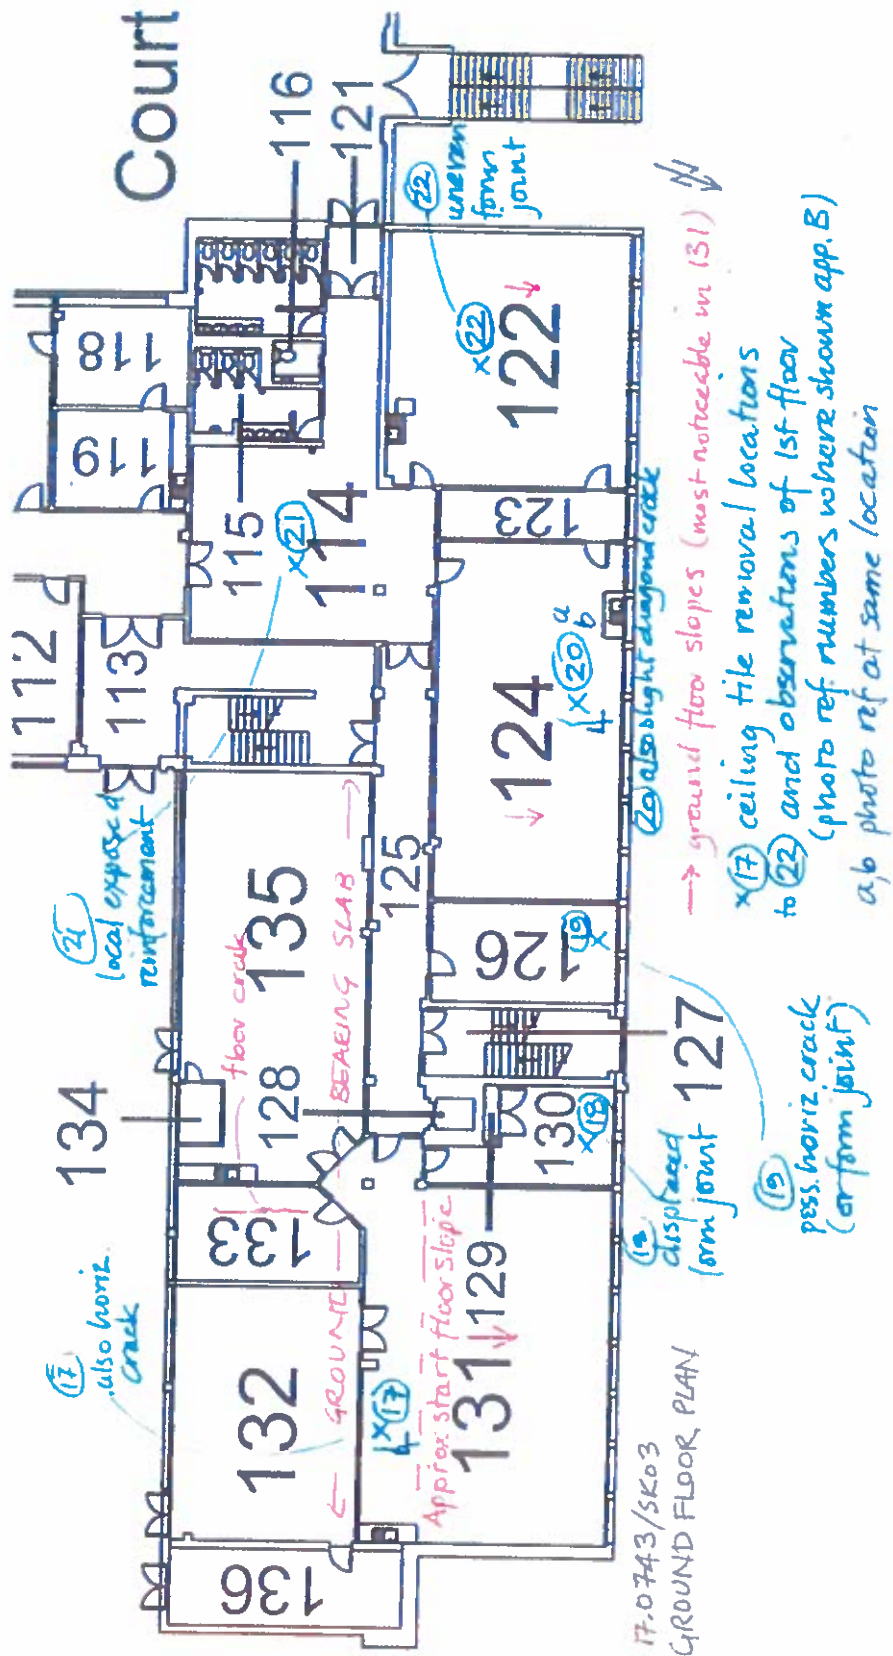 Court
112
113
118
119
116
121
115
114
x(21)
(21)
local exposed
reinforcement
134
floor crack
135
128
BEARING SLAB →
125
(22)
uneven
form
joint
x(22)
122
123
124
x(20) a
b
(20) also slight diagonal crack
126
(19)
x
127
130
x(18)
(18)
displaced
form joint
(19)
poss. horiz crack
(or form joint)
133
129
(17)
also horiz.
crack
132
← GROUND
x(17)
Approx start floor slope
131
136
→ ground floor slopes (most noticeable in 131)
N
x(17) ceiling tile removal locations
to (22) and observations of 1st floor
(photo ref numbers where shown app. B)
a,b photo ref at same location
17.0743/SK03
GROUND FLOOR PLAN